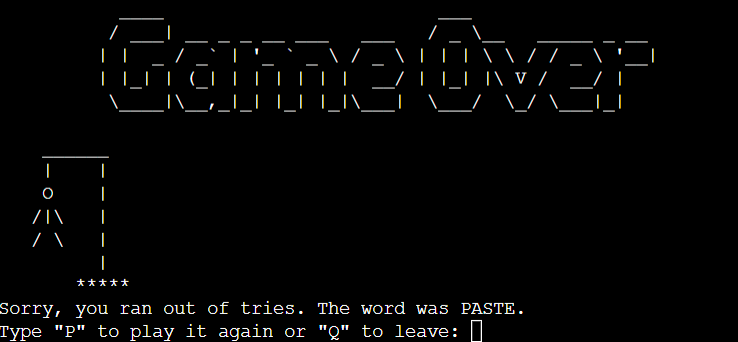 Game Over
Sorry, you ran out of tries. The word was PASTE.
Type "P" to play it again or "Q" to leave: